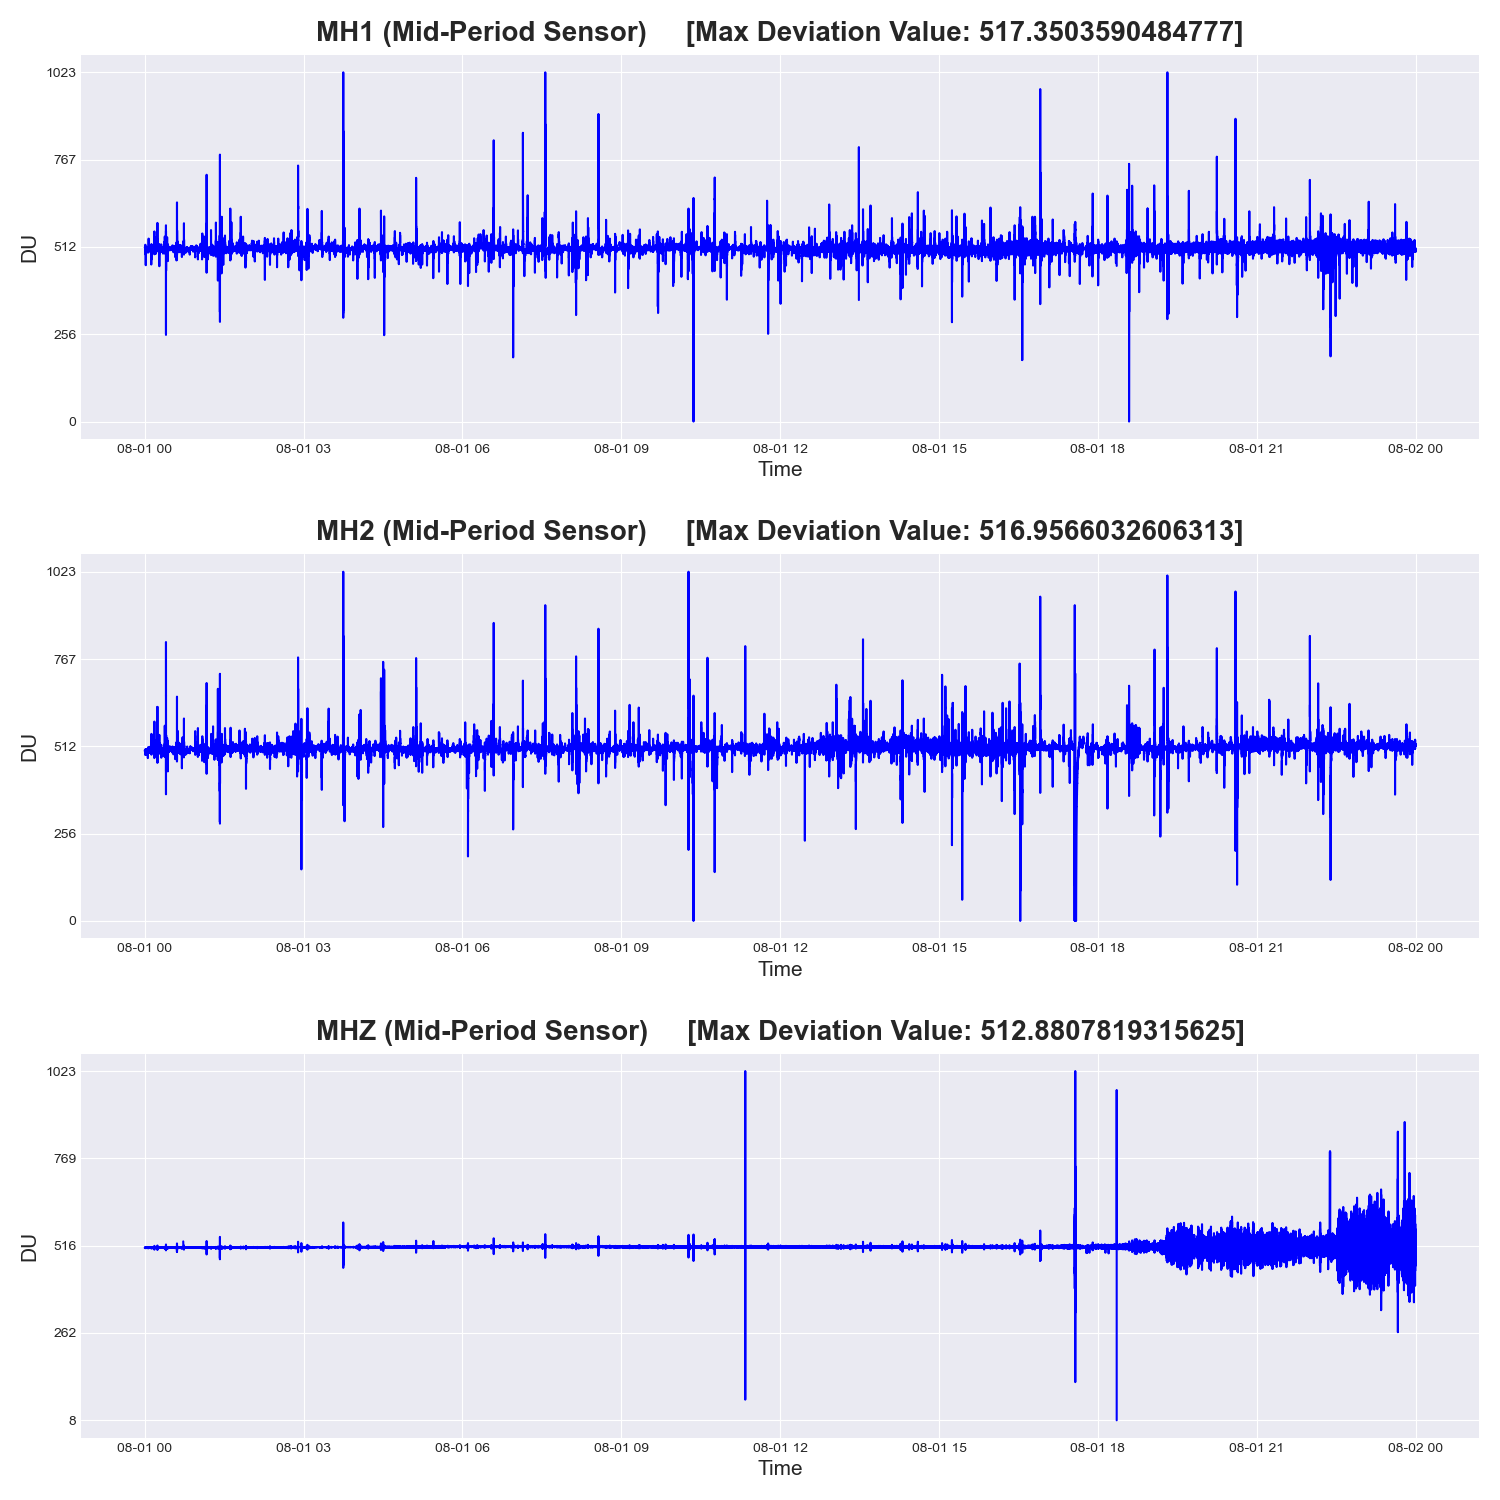 MH1 (Mid-Period Sensor) [Max Deviation Value: 517.3503590484777]
1023
767
512
256
0
DU
08-01 00 08-01 03 08-01 06 08-01 09 08-01 12 08-01 15 08-01 18 08-01 21 08-02 00
Time
MH2 (Mid-Period Sensor) [Max Deviation Value: 516.9566032606313]
1023
767
512
256
0
DU
08-01 00 08-01 03 08-01 06 08-01 09 08-01 12 08-01 15 08-01 18 08-01 21 08-02 00
Time
MHZ (Mid-Period Sensor) [Max Deviation Value: 512.8807819315625]
1023
769
516
262
8
DU
08-01 00 08-01 03 08-01 06 08-01 09 08-01 12 08-01 15 08-01 18 08-01 21 08-02 00
Time